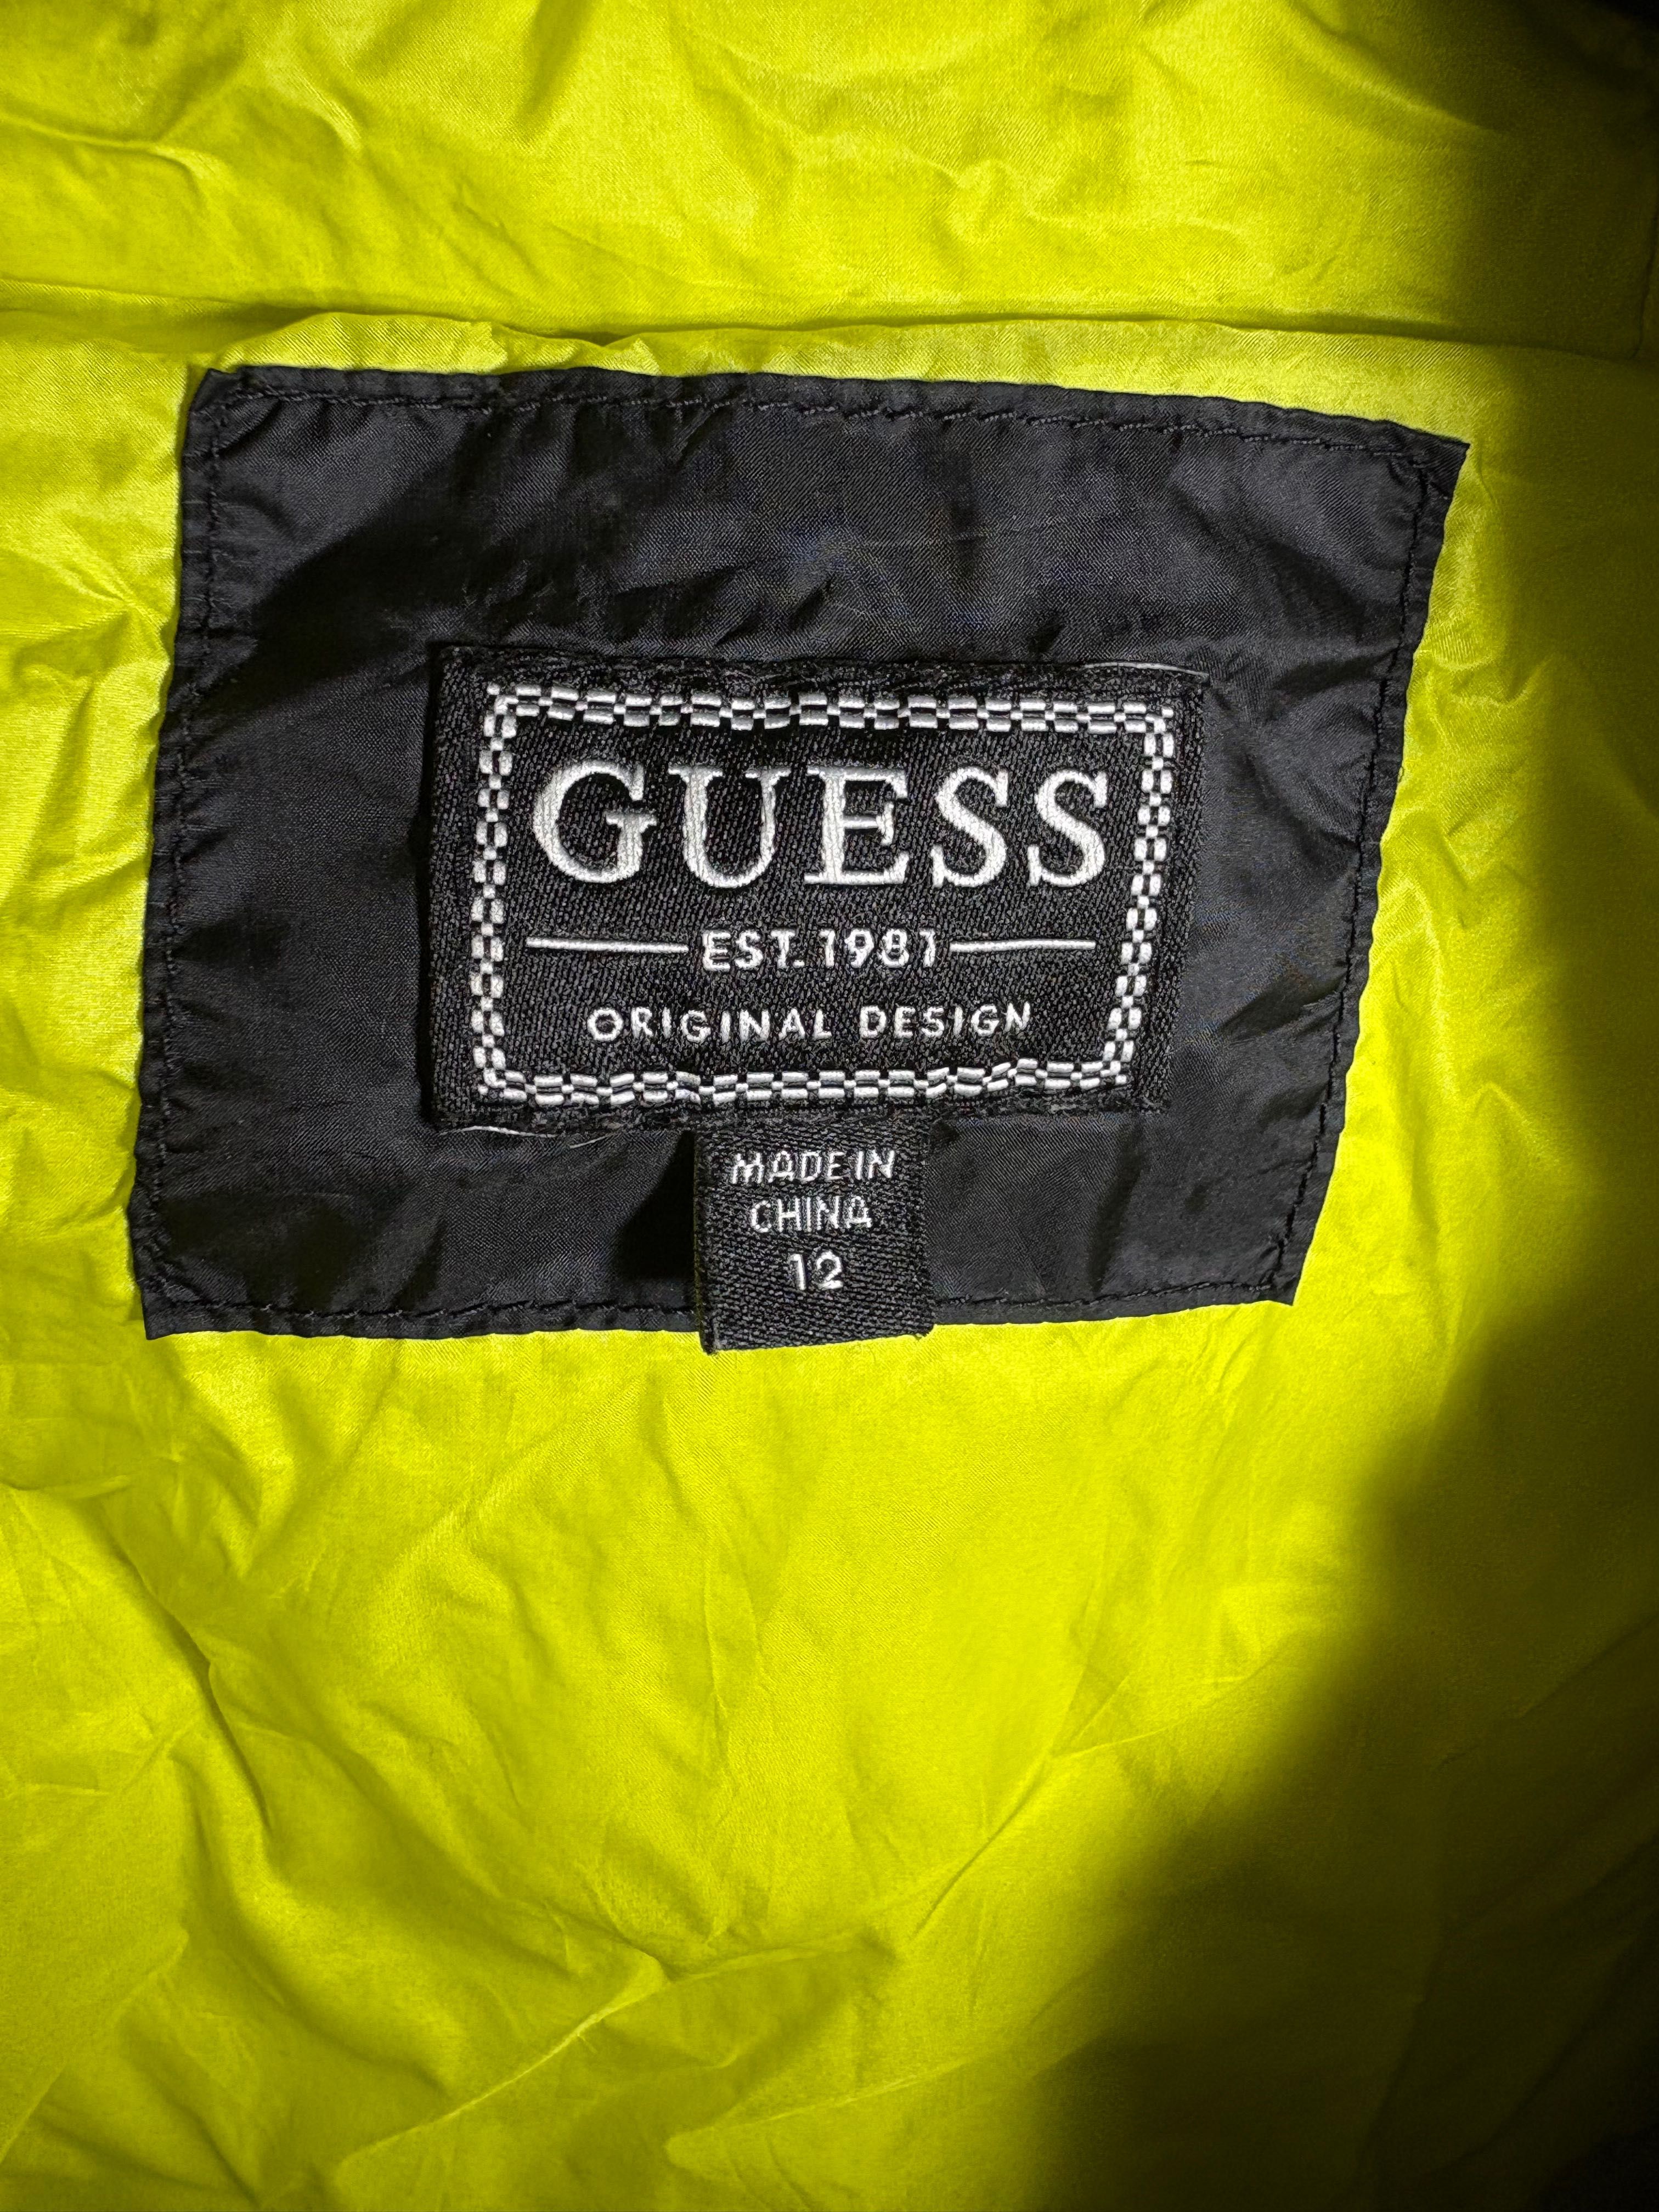 GUESS
EST. 1981
ORIGINAL DESIGN
MADE IN
CHINA
12